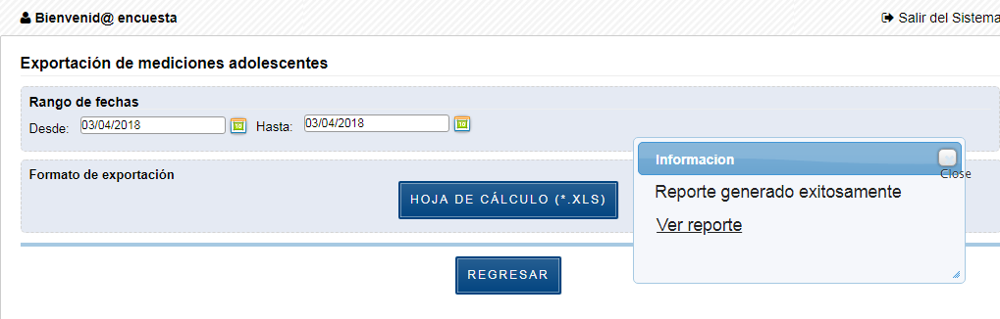 Bienvenid@ encuesta
Salir del Sistema
Exportación de mediciones adolescentes
Rango de fechas
Desde: 03/04/2018 Hasta: 03/04/2018
Formato de exportación
HOJA DE CÁLCULO (*.XLS)
Informacion
Close
Reporte generado exitosamente
Ver reporte
REGRESAR